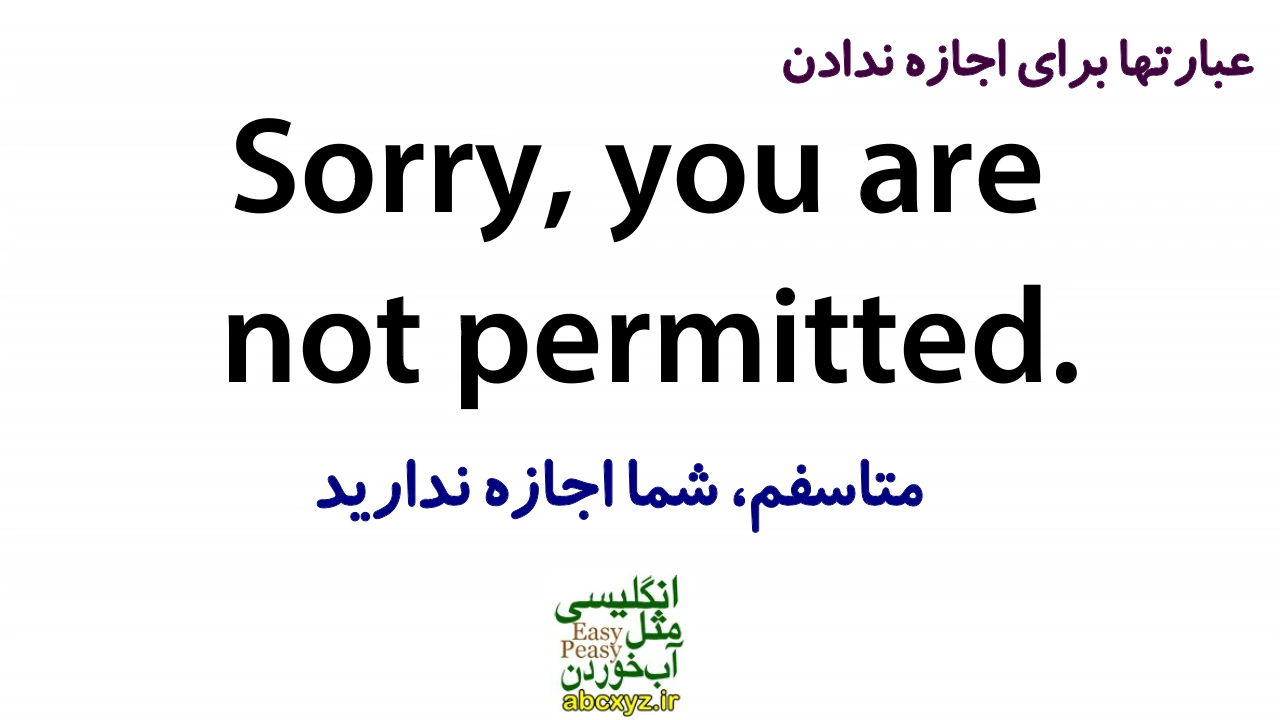 عبارتها برای اجازه ندادن
Sorry, you are
not permitted.
متاسفم، شما اجازه ندارید
انگلیسی
مثل Easy
Peasy
آب‌خوردن
abcxyz.ir